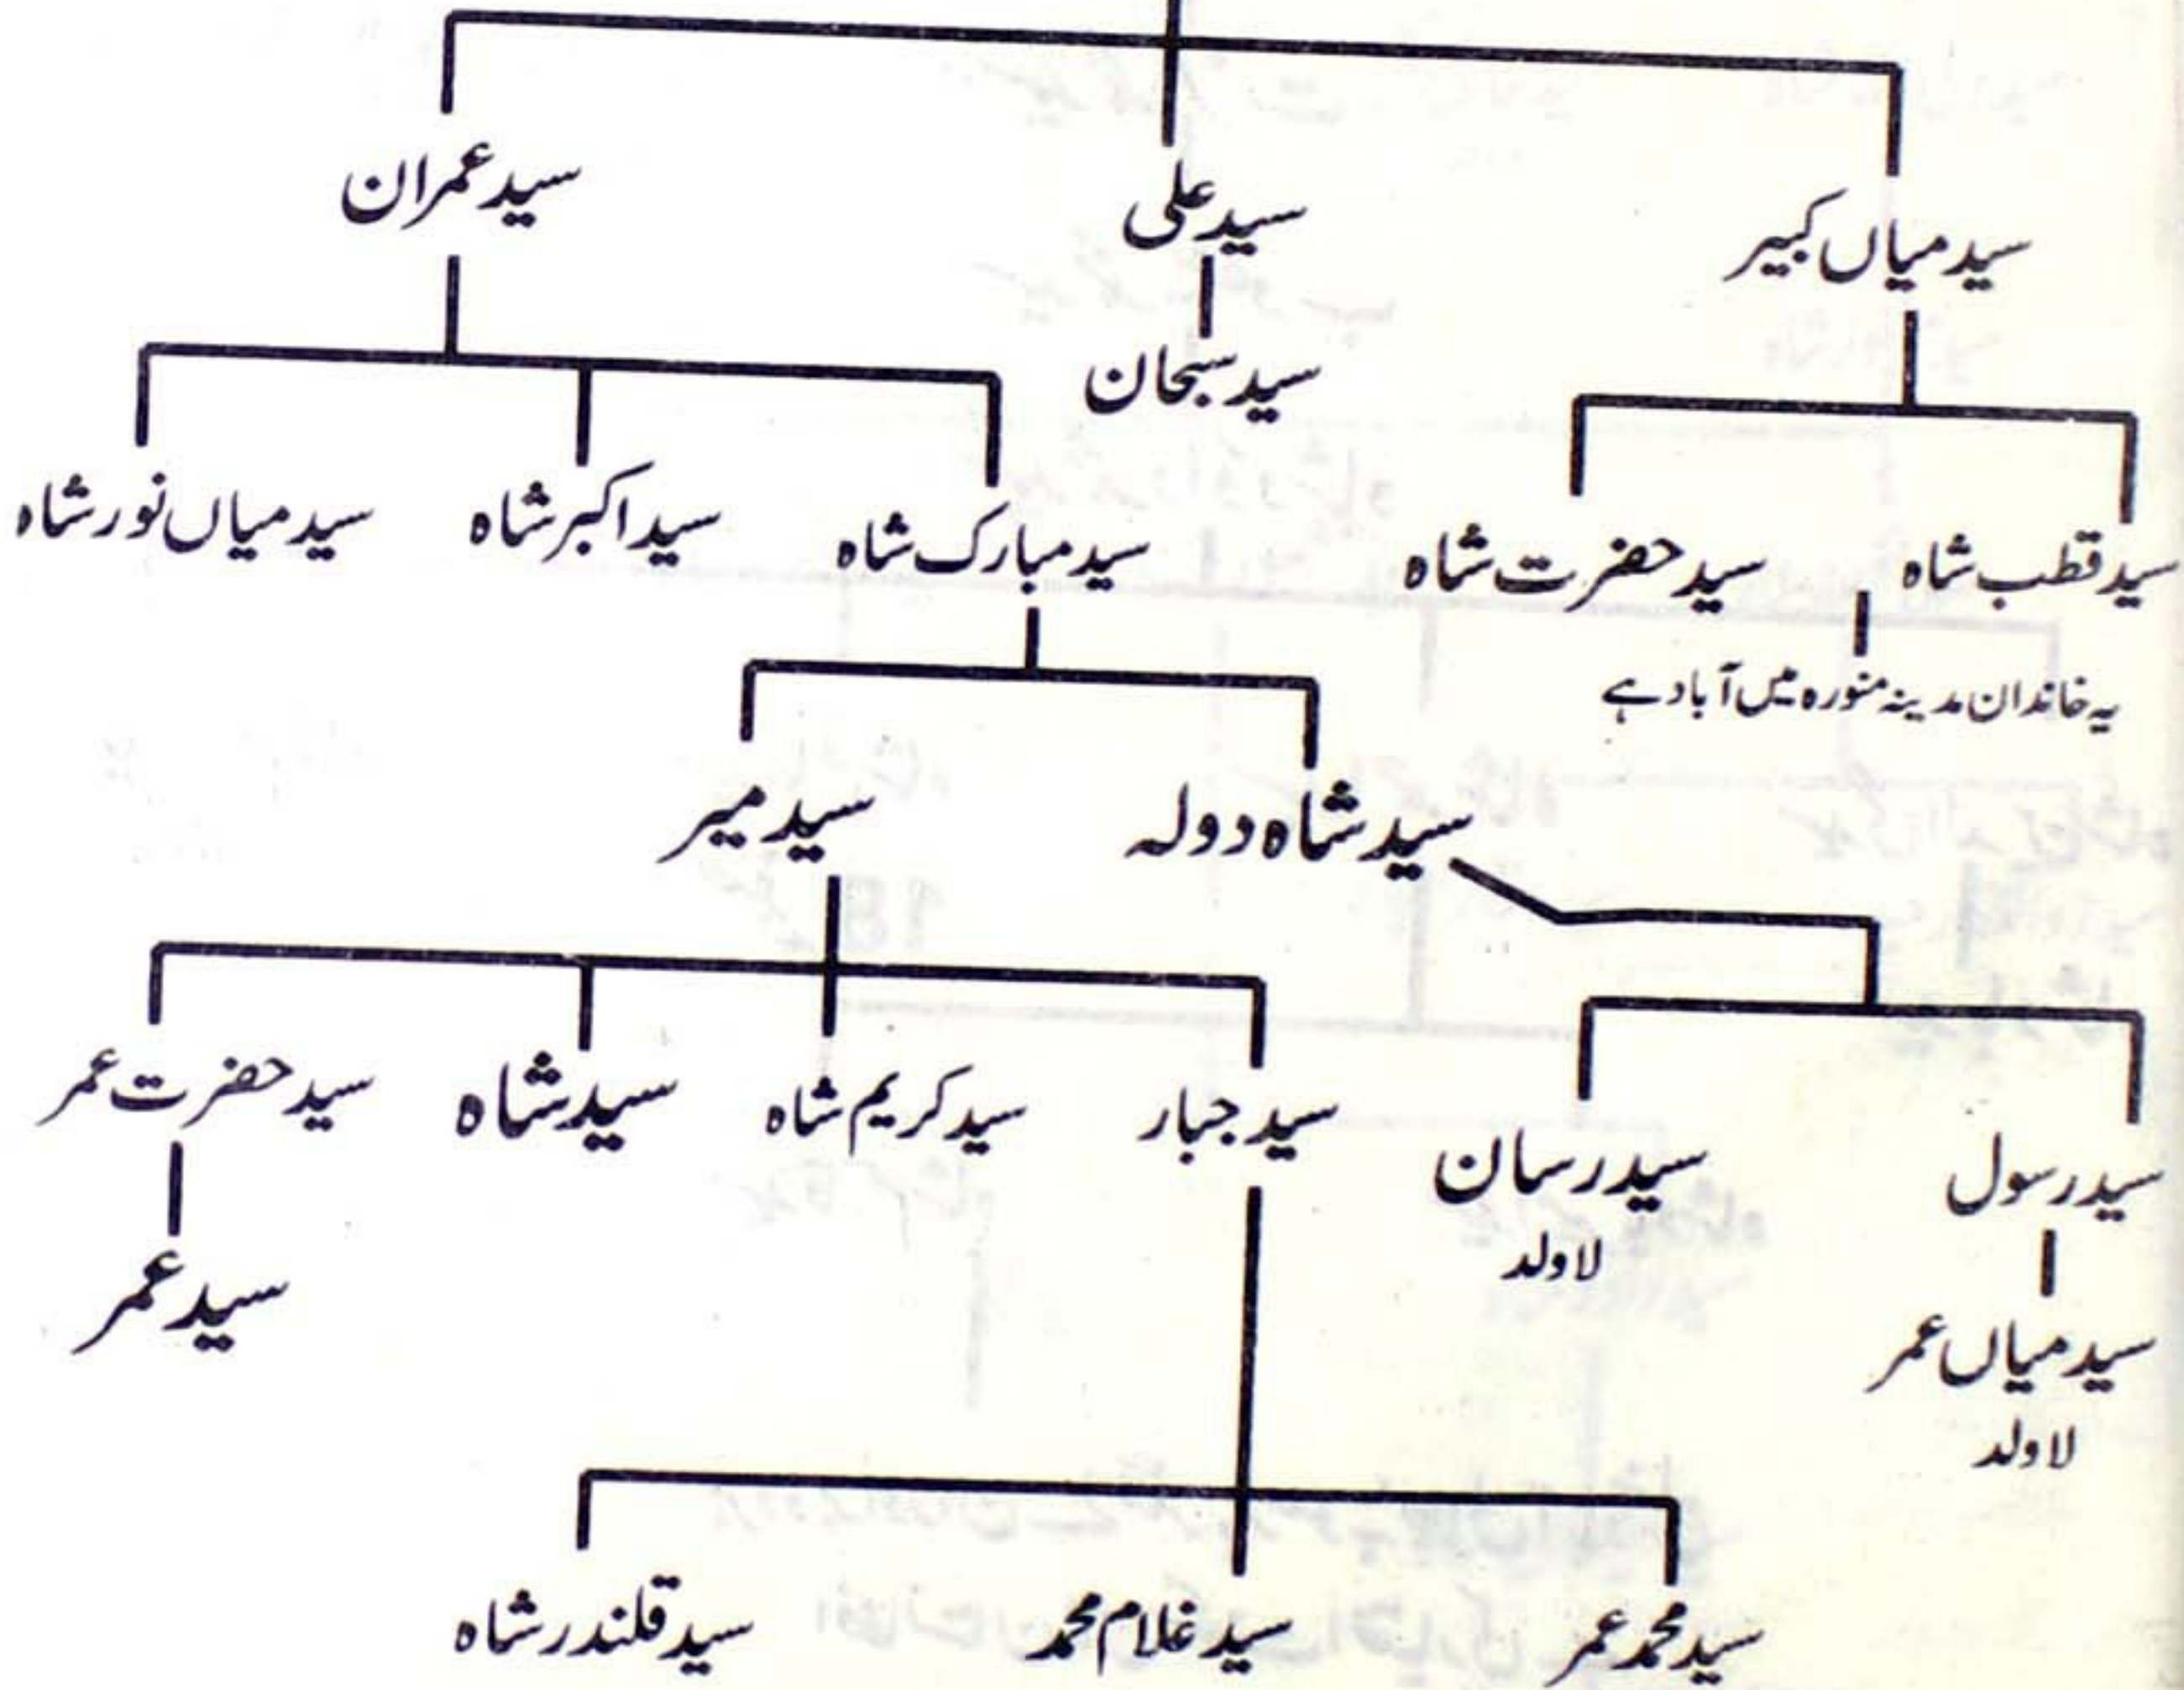 سید میاں کبیر
سید علی
سید عمران
سید سبحان
سید قطب شاہ
سید حضرت شاہ
سید مبارک شاہ
سید اکبر شاہ
سید میاں نور شاہ
یہ خاندان مدینہ منورہ میں آباد ہے
سید شاہ دولہ
سید میر
سید رسول
سید رسان
سید جبار
سید کریم شاہ
سید شاہ
سید حضرت عمر
لاولد
سید عمر
سید میاں عمر
لاولد
سید محمد عمر
سید غلام محمد
سید قلندر شاہ